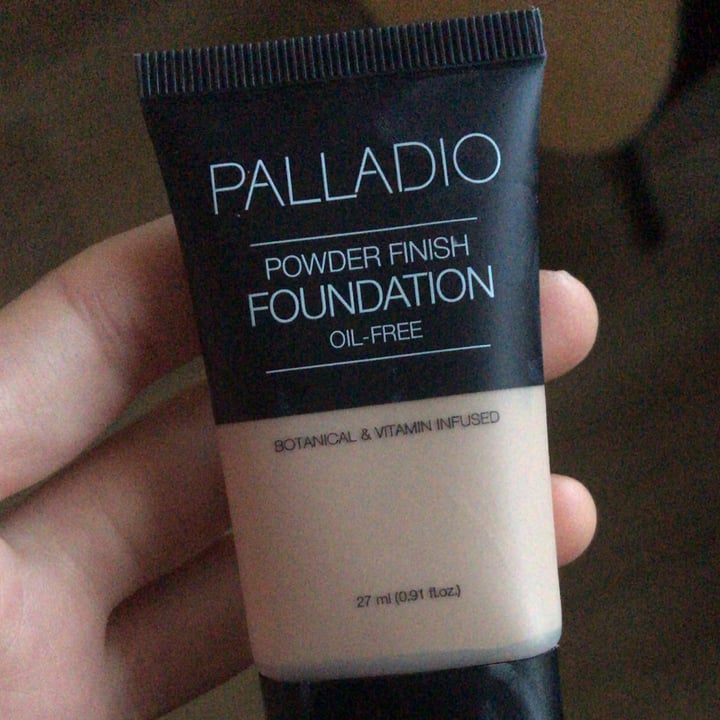 PALLADIO
POWDER FINISH
FOUNDATION
OIL-FREE
BOTANICAL & VITAMIN INFUSED
27 ml (0.91 fl.oz.)